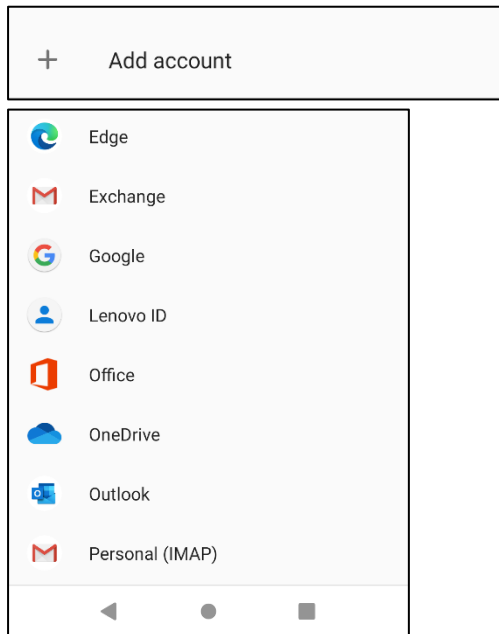 Add account
Edge
Exchange
Google
Lenovo ID
Office
OneDrive
Outlook
Personal (IMAP)